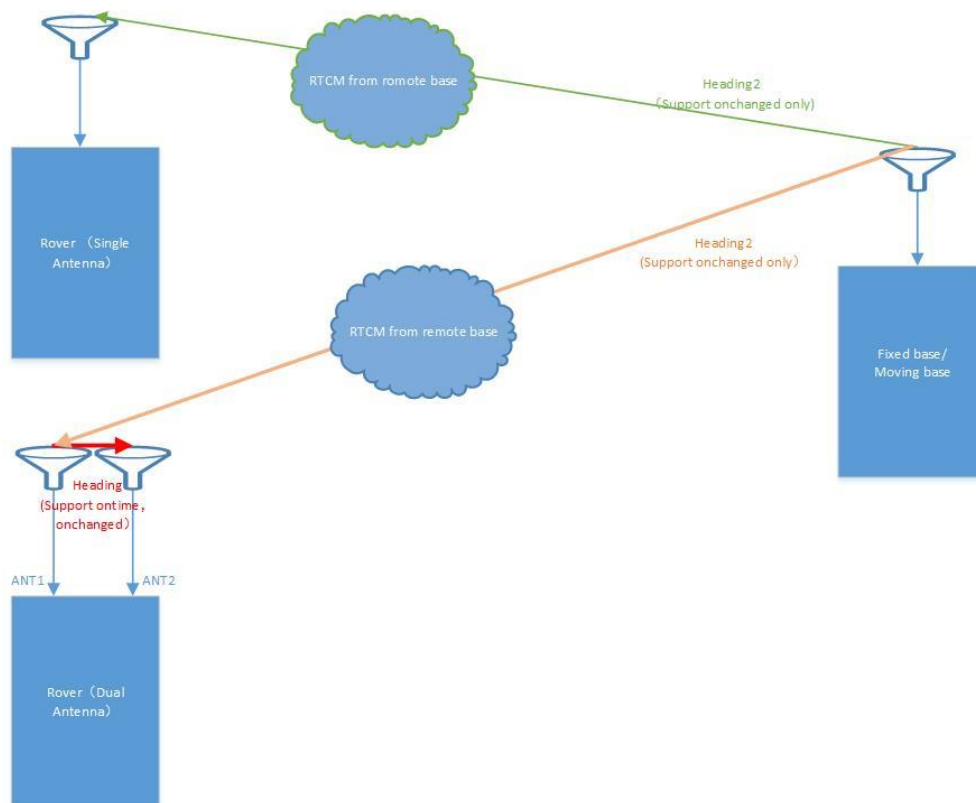 RTCM from romote base
Heading2
（Support onchanged only)
Rover （Single
Antenna）
Heading2
(Support onchanged only）
RTCM from remote base
Fixed base/
Moving base
Heading
(Support ontime,
onchanged）
ANT1
ANT2
Rover（Dual
Antenna）